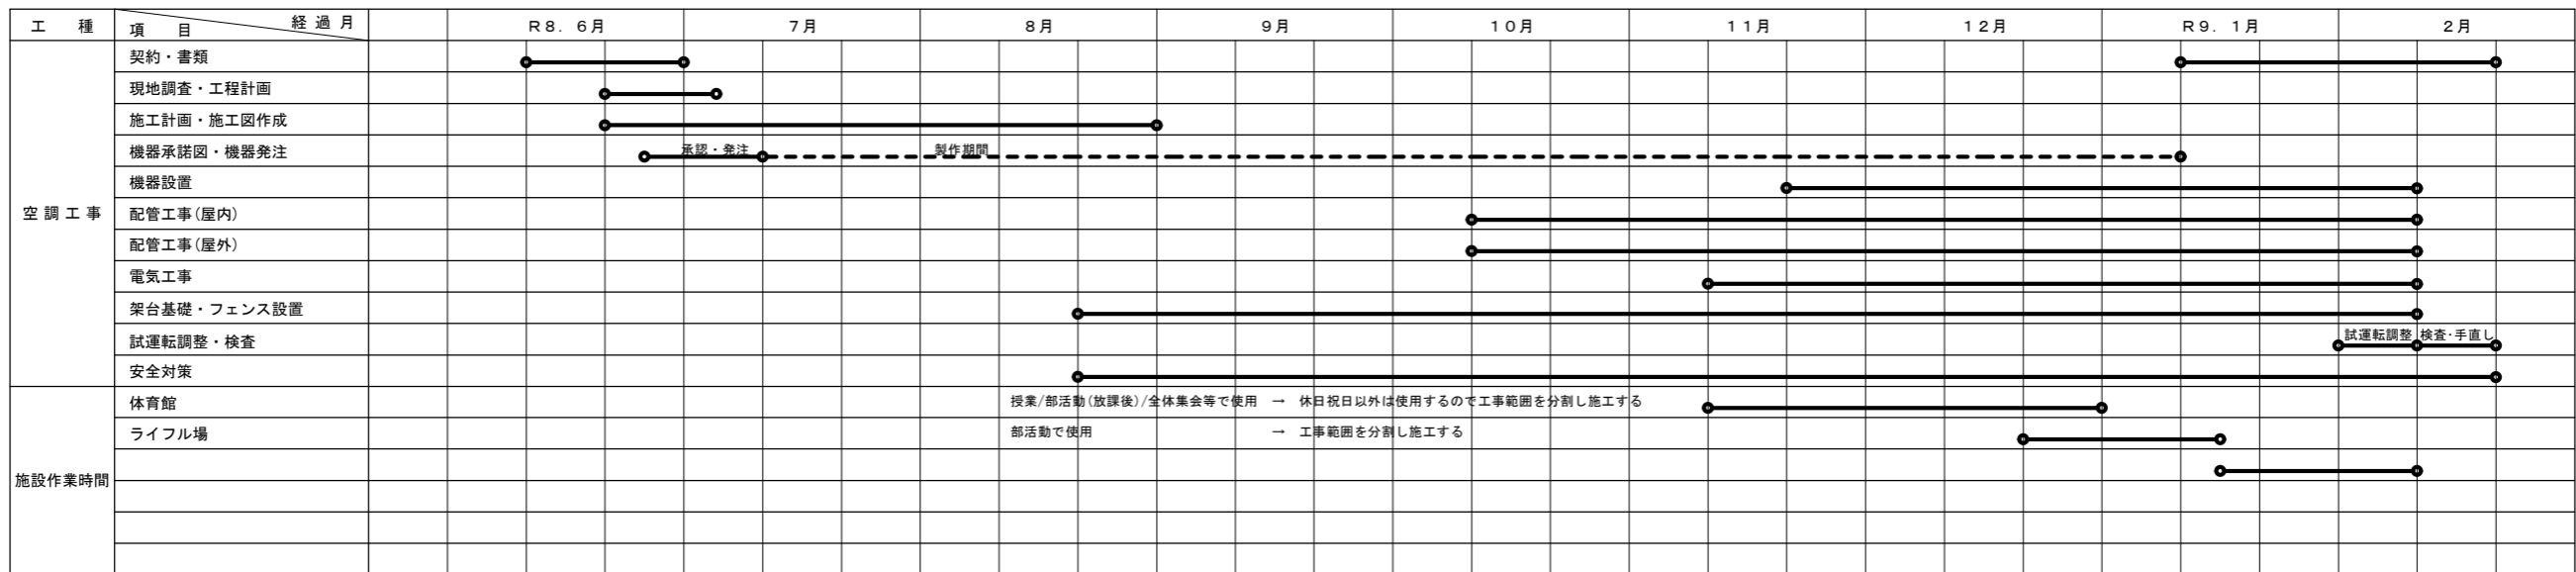 工　種 項　目 経過月 R８．６月 ７月 ８月 ９月 １０月 １１月 １２月 R９．１月 ２月
空調工事
契約・書類
現地調査・工程計画
施工計画・施工図作成
機器承諾図・機器発注 承認・発注 製作期間
機器設置
配管工事(屋内)
配管工事(屋外)
電気工事
架台基礎・フェンス設置
試運転調整・検査 試運転調整 検査・手直し
安全対策
施設作業時間
体育館 授業/部活動(放課後)/全体集会等で使用 → 休日祝日以外は使用するので工事範囲を分割し施工する
ライフル場 部活動で使用 → 工事範囲を分割し施工する